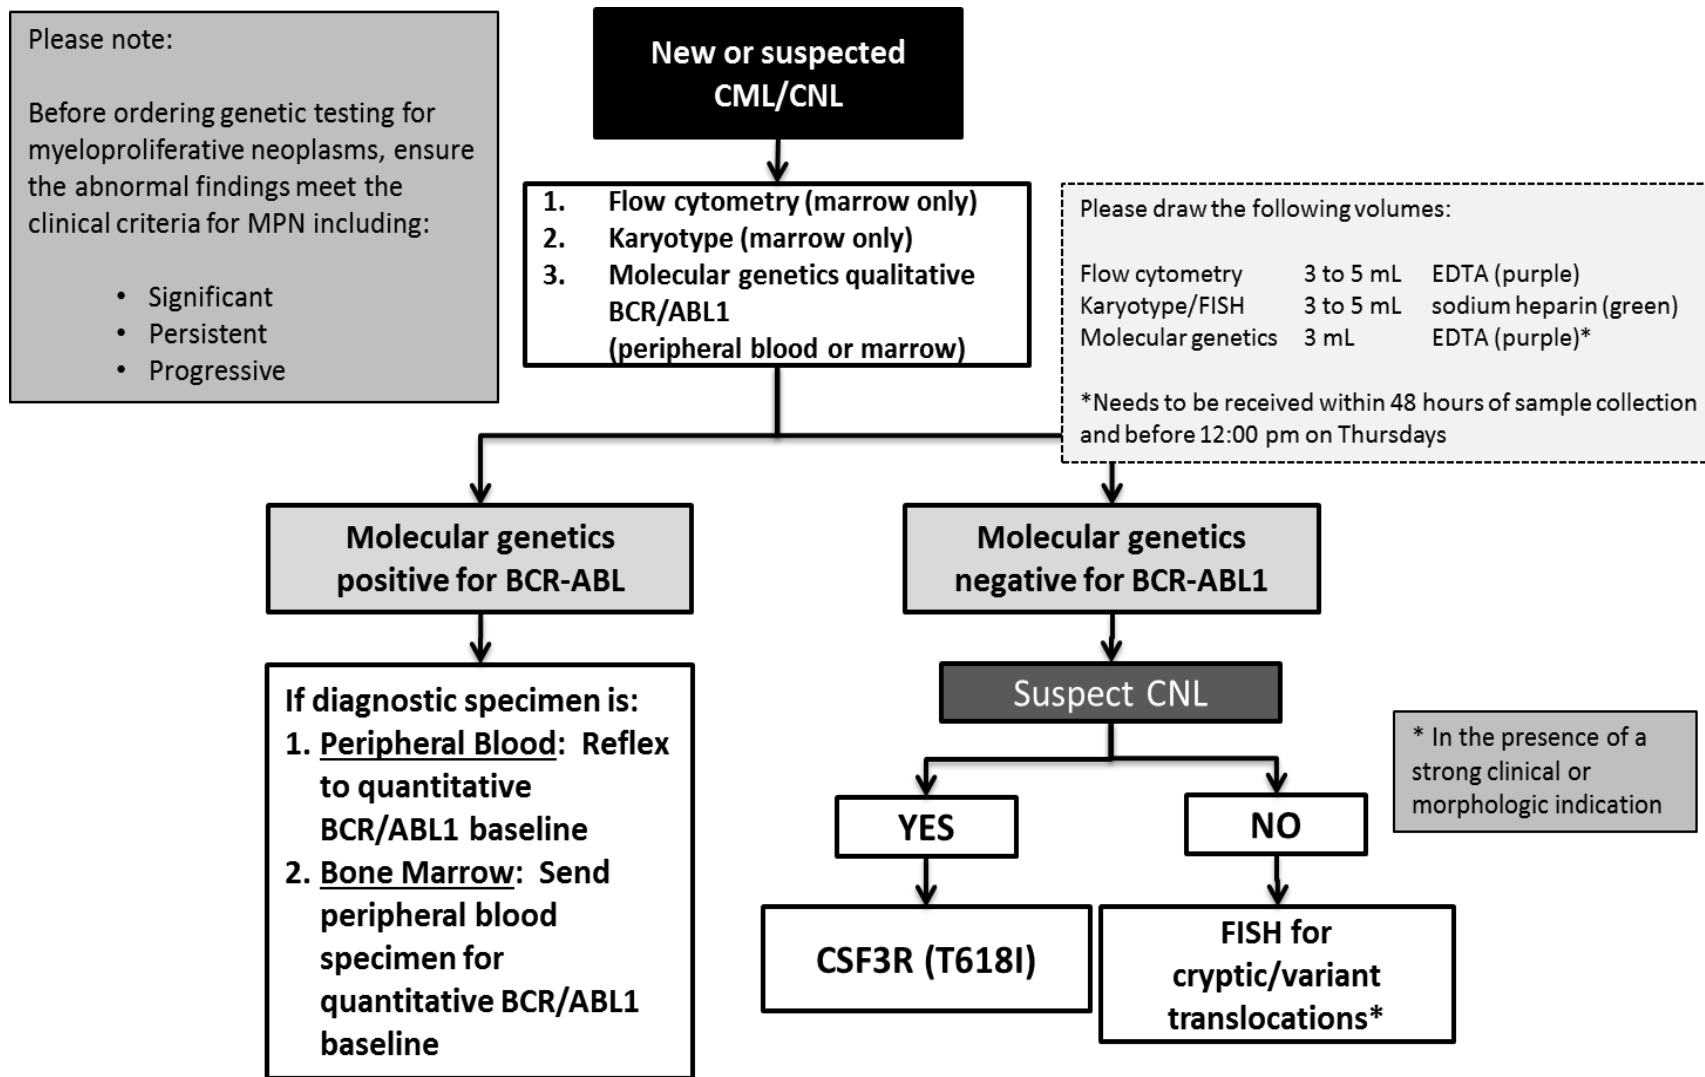 Please note:
Before ordering genetic testing for
myeloproliferative neoplasms, ensure
the abnormal findings meet the
clinical criteria for MPN including:
• Significant
• Persistent
• Progressive
New or suspected
CML/CNL
1. Flow cytometry (marrow only)
2. Karyotype (marrow only)
3. Molecular genetics qualitative
BCR/ABL1
(peripheral blood or marrow)
Please draw the following volumes:
Flow cytometry 3 to 5 mL EDTA (purple)
Karyotype/FISH 3 to 5 mL sodium heparin (green)
Molecular genetics 3 mL EDTA (purple)*
*Needs to be received within 48 hours of sample collection
and before 12:00 pm on Thursdays
Molecular genetics
positive for BCR-ABL
Molecular genetics
negative for BCR-ABL1
If diagnostic specimen is:
1. Peripheral Blood: Reflex
to quantitative
BCR/ABL1 baseline
2. Bone Marrow: Send
peripheral blood
specimen for
quantitative BCR/ABL1
baseline
Suspect CNL
YES
NO
* In the presence of a
strong clinical or
morphologic indication
CSF3R (T618I)
FISH for
cryptic/variant
translocations*